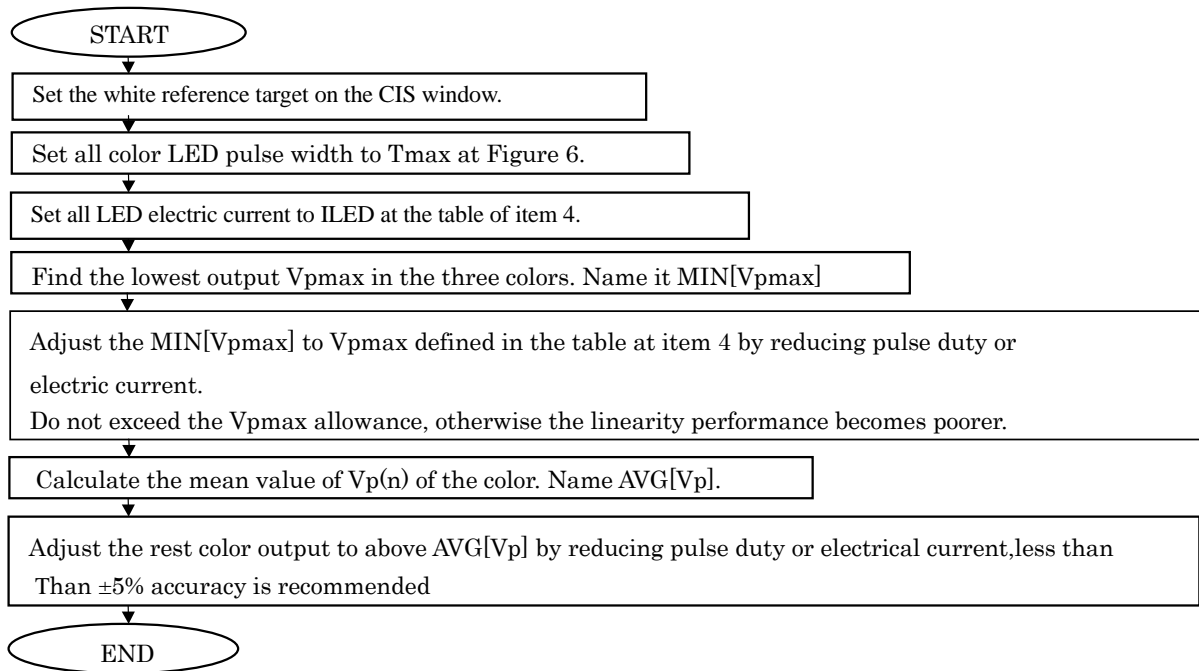 START
Set the white reference target on the CIS window.
Set all color LED pulse width to Tmax at Figure 6.
Set all LED electric current to ILED at the table of item 4.
Find the lowest output Vpmax in the three colors. Name it MIN[Vpmax]
Adjust the MIN[Vpmax] to Vpmax defined in the table at item 4 by reducing pulse duty or
electric current.
Do not exceed the Vpmax allowance, otherwise the linearity performance becomes poorer.
Calculate the mean value of Vp(n) of the color. Name AVG[Vp].
Adjust the rest color output to above AVG[Vp] by reducing pulse duty or electrical current,less than
Than ±5% accuracy is recommended
END